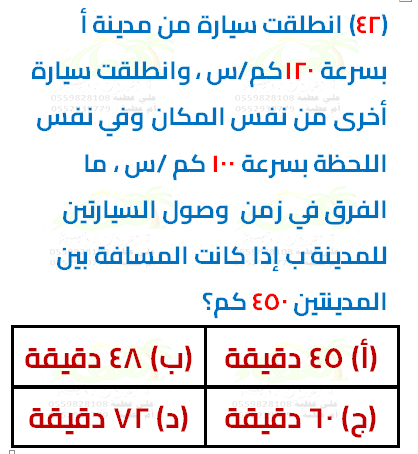 (٤٢) انطلقت سيارة من مدينة أ
بسرعة ١٢٠كم/س ، وانطلقت سيارة
أخرى من نفس المكان وفي نفس
اللحظة بسرعة ١٠٠ كم /س ، ما
الفرق في زمن وصول السيارتين
للمدينة ب إذا كانت المسافة بين
المدينتين ٤٥٠ كم؟
(أ) ٤٥ دقيقة (ب) ٤٨ دقيقة
(ج) ٦٠ دقيقة (د) ٧٢ دقيقة